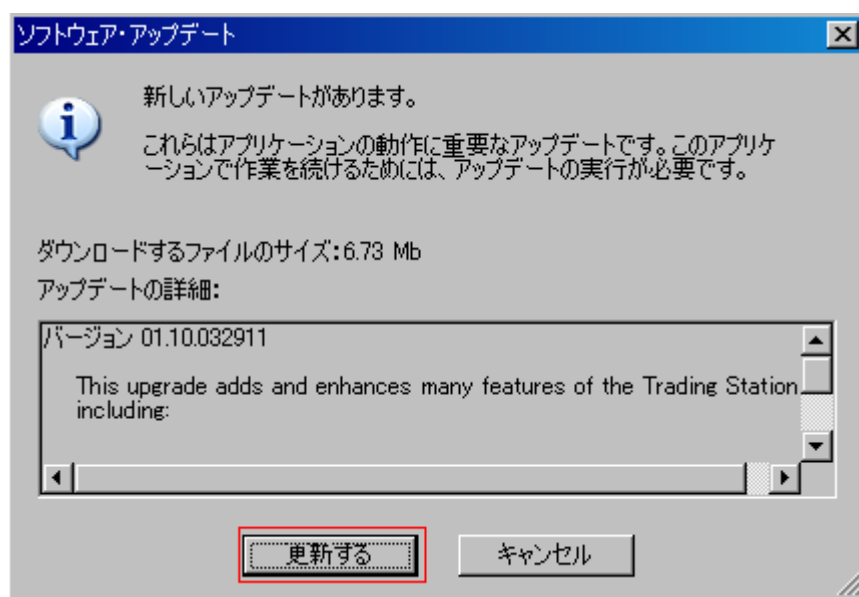 ソフトウェア・アップデート
新しいアップデートがあります。
これらはアプリケーションの動作に重要なアップデートです。このアプリケ
ーションで作業を続けるためには、アップデートの実行が必要です。
ダウンロードするファイルのサイズ:6.73 Mb
アップデートの詳細:
バージョン 01.10.032911
This upgrade adds and enhances many features of the Trading Station
including:
更新する キャンセル